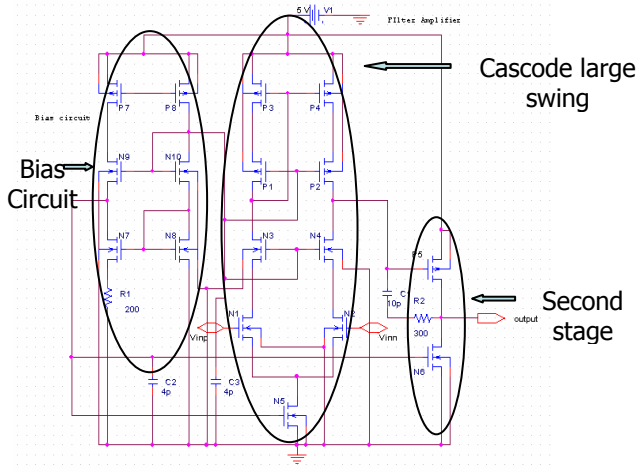 5 V
V1
FIlter Amplifier
Cascode large
swing
P7
P8
P3
P4
Bias circuit
Bias
Circuit
N9
N10
P1
P2
N7
N8
N3
N4
P5
R1
200
C1
10p
R2
300
Second
stage
N1
N2
Vinp
Vinn
output
C2
4p
C3
4p
N5
N6